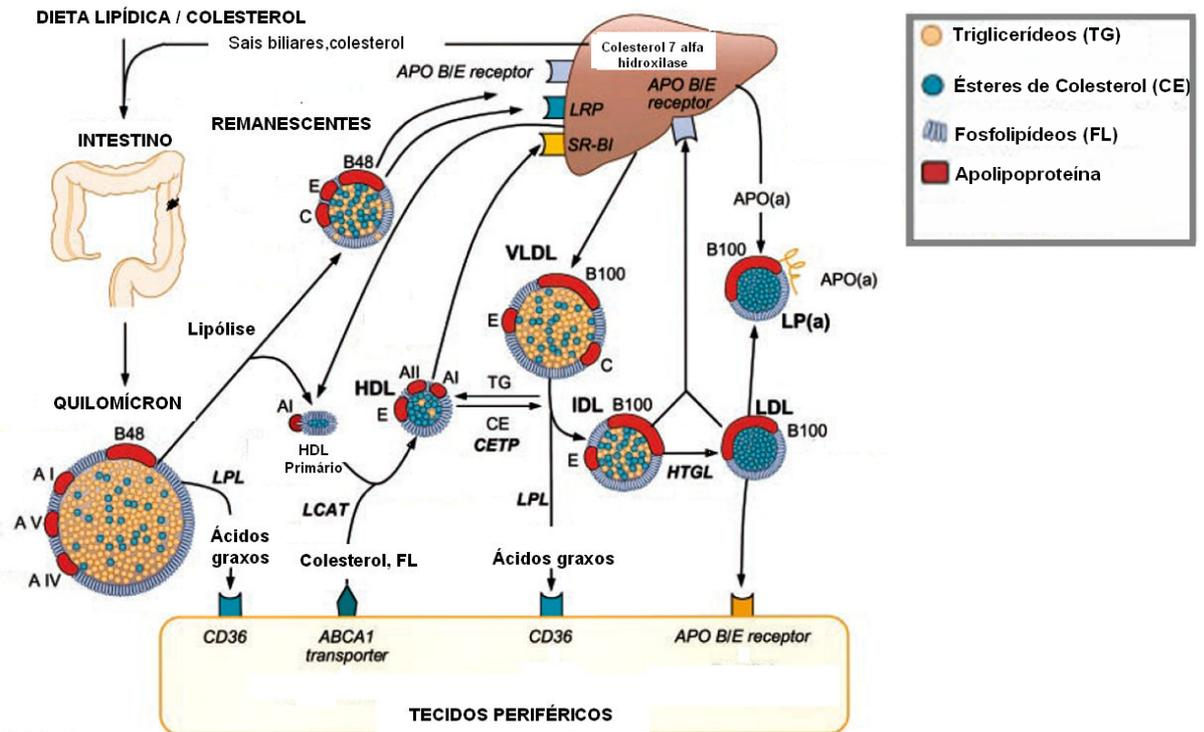 DIETA LIPÍDICA / COLESTEROL
Sais biliares,colesterol
Colesterol 7 alfa
hidroxilase
APO B/E receptor
APO B/E
receptor
LRP
SR-BI
INTESTINO
REMANESCENTES
B48
E
C
APO(a)
B100
APO(a)
LP(a)
VLDL
B100
E
C
Lipólise
QUILOMÍCRON
B48
A I
A V
A IV
LPL
Ácidos
graxos
AI
HDL
Primário
HDL
AII
AI
E
TG
CE
CETP
LCAT
Colesterol, FL
IDL
B100
E
HTGL
LDL
B100
LPL
Ácidos graxos
CD36
ABCA1
transporter
CD36
APO B/E receptor
TECIDOS PERIFÉRICOS
Triglicerídeos (TG)
Ésteres de Colesterol (CE)
Fosfolipídeos (FL)
Apolipoproteína